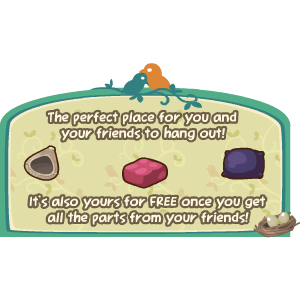 The perfect place for you and
your friends to hang out!
It's also yours for FREE once you get
all the parts from your friends!